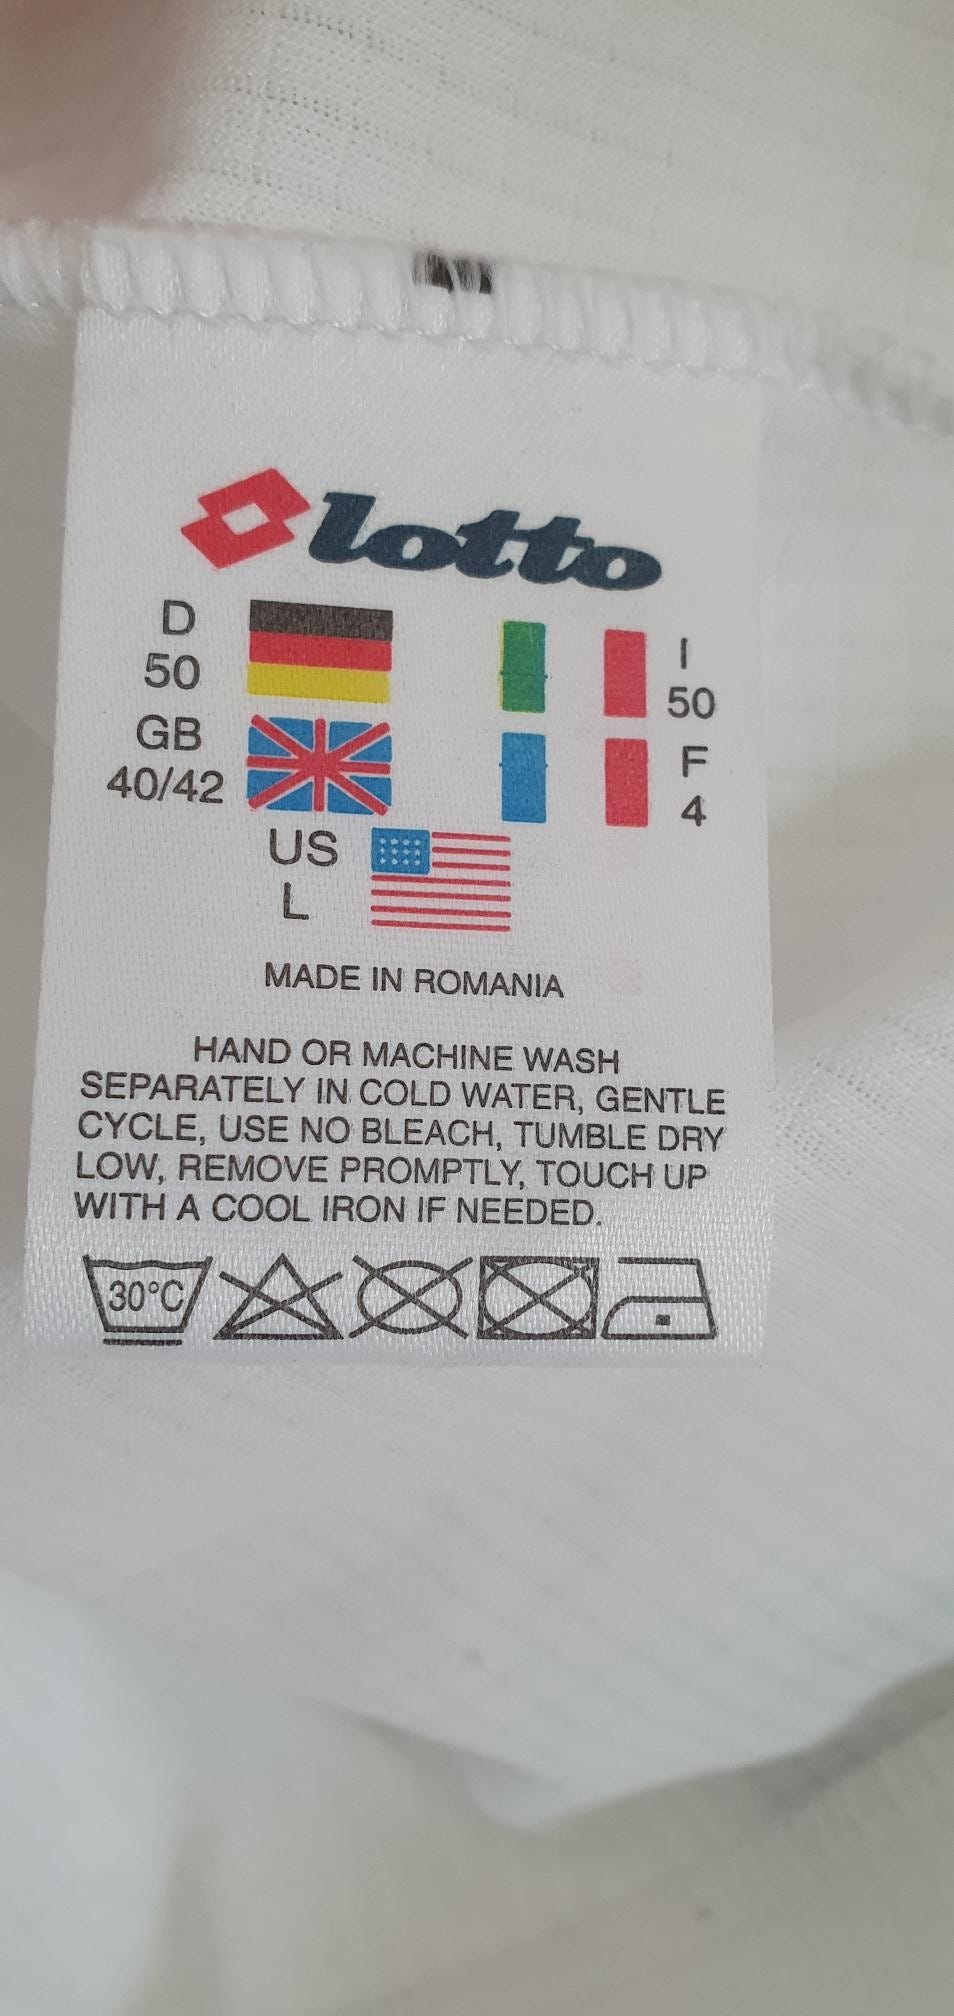 lotto
D
50
I
50
GB
40/42
F
4
US
L
MADE IN ROMANIA
HAND OR MACHINE WASH
SEPARATELY IN COLD WATER, GENTLE
CYCLE, USE NO BLEACH, TUMBLE DRY
LOW, REMOVE PROMPTLY, TOUCH UP
WITH A COOL IRON IF NEEDED.
30°C